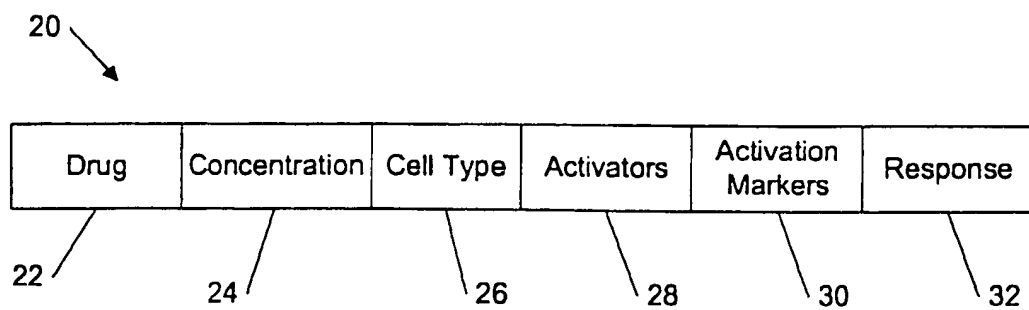 20
Drug
Concentration
Cell Type
Activators
Activation
Markers
Response
22
24
26
28
30
32